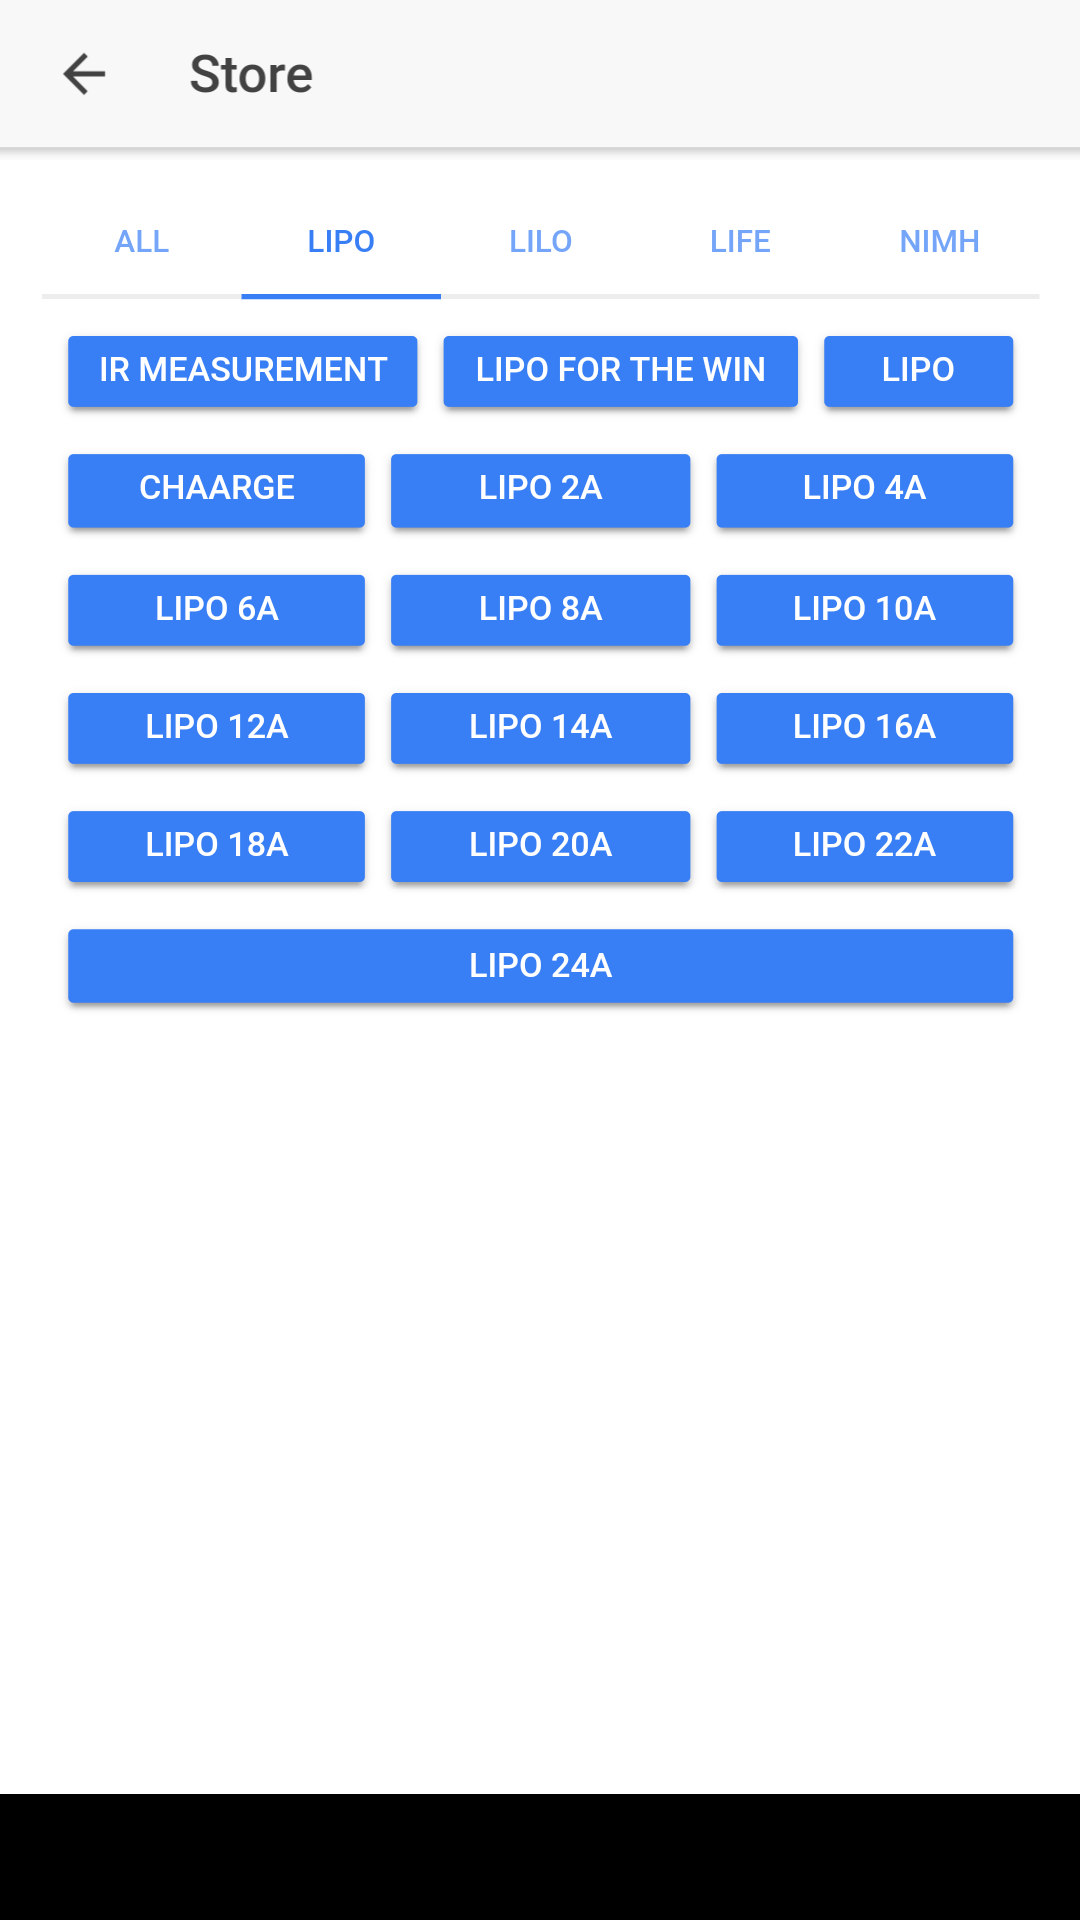 Store
ALL LIPO LILO LIFE NIMH
IR MEASUREMENT LIPO FOR THE WIN LIPO
CHAARGE LIPO 2A LIPO 4A
LIPO 6A LIPO 8A LIPO 10A
LIPO 12A LIPO 14A LIPO 16A
LIPO 18A LIPO 20A LIPO 22A
LIPO 24A